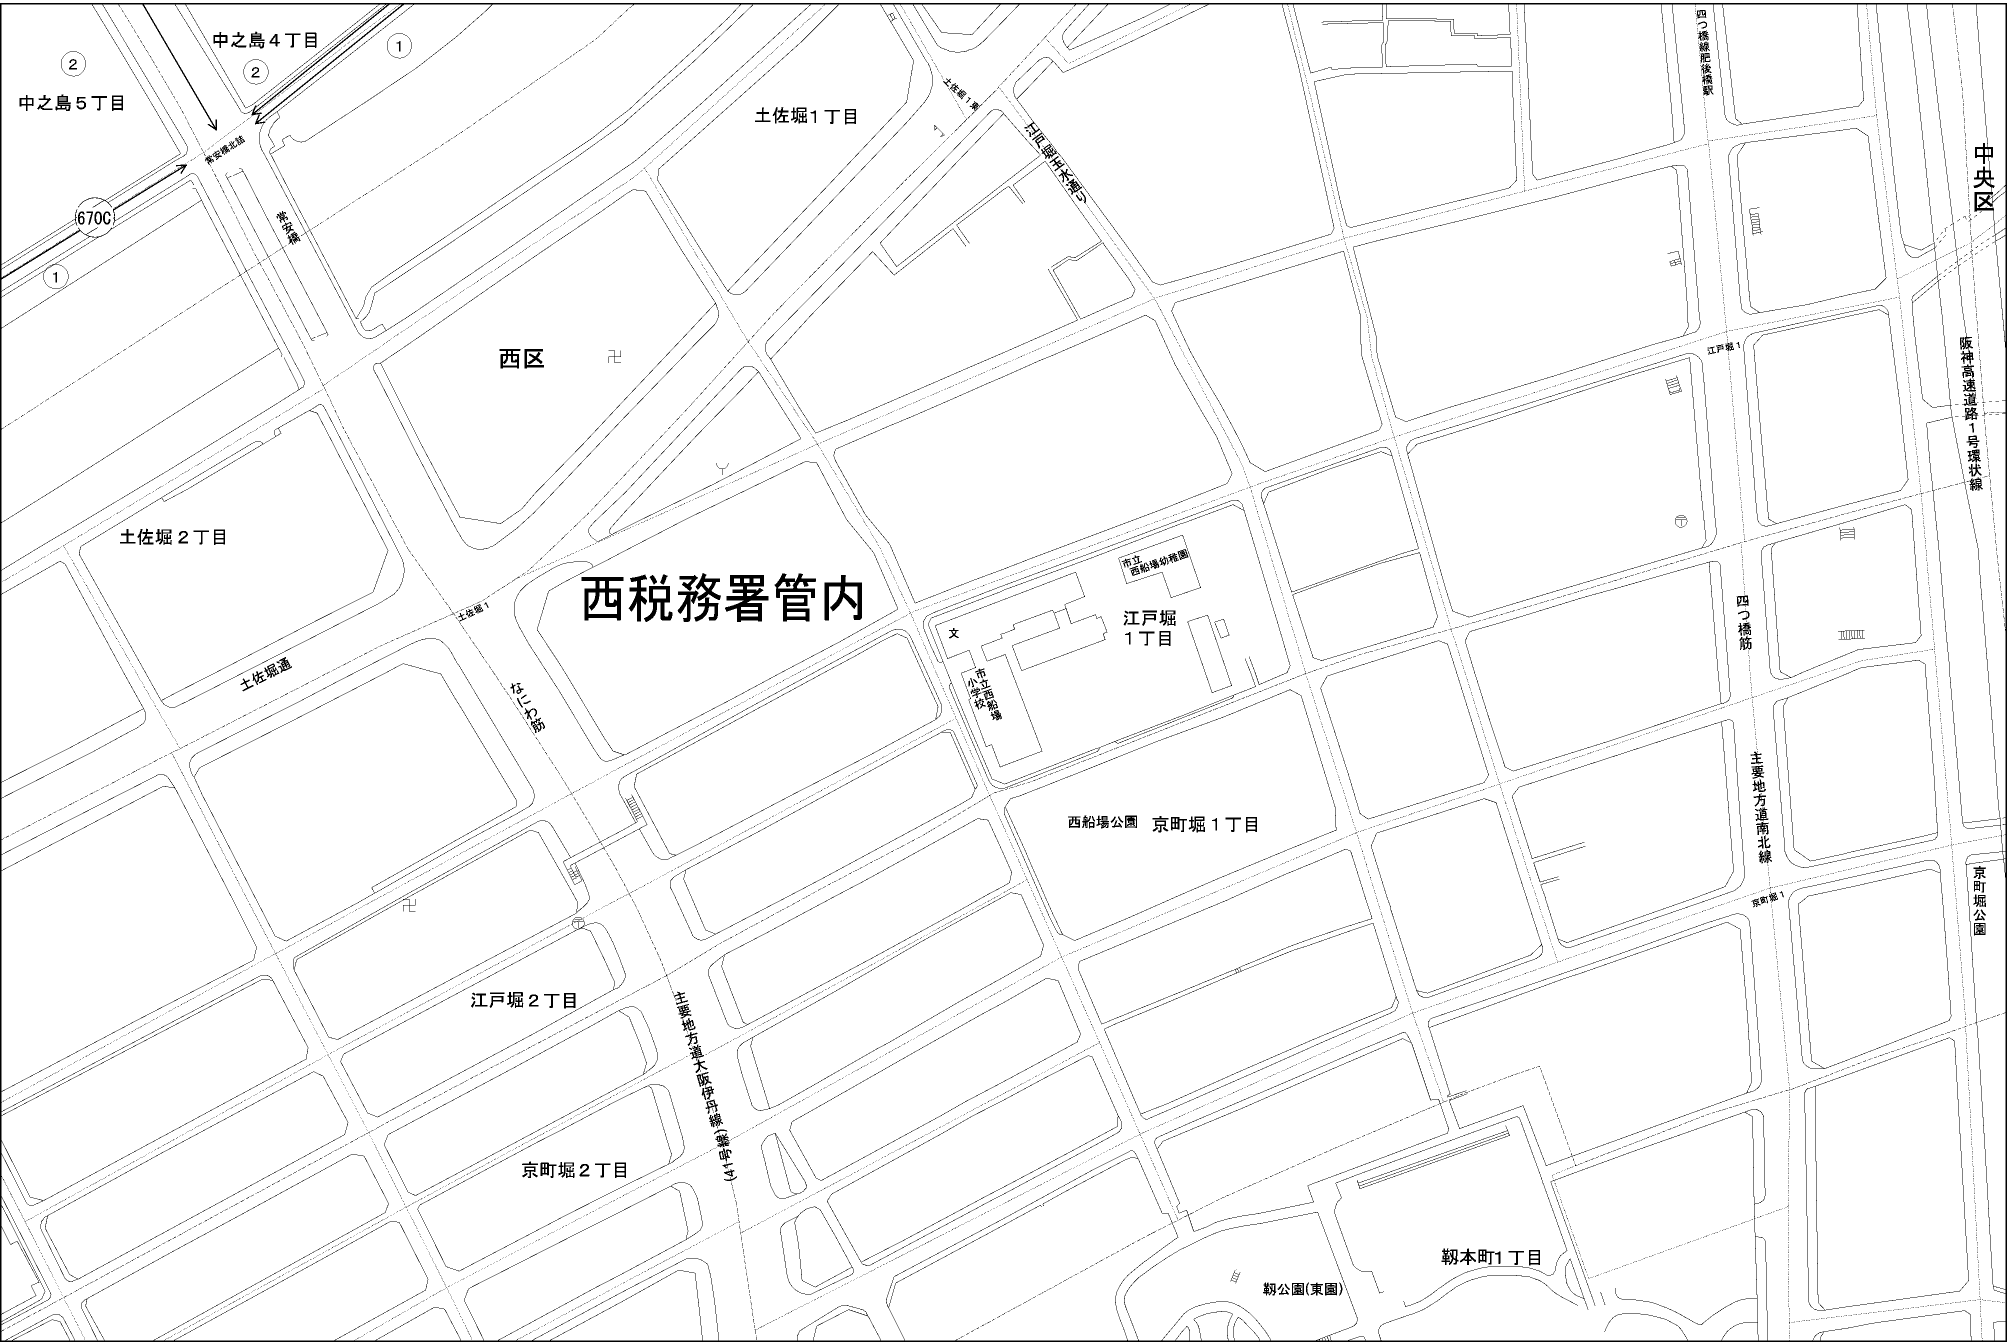 中之島４丁目
②
①
②
中之島５丁目
常安橋北詰
670C
①
常安橋
土佐堀１丁目
土佐堀１東
江戸堀玉水通り
四つ橋線肥後橋駅
中央区
西区
江戸堀１
阪神高速道路１号環状線
土佐堀２丁目
西税務署管内
土佐堀１
土佐堀通
なにわ筋
市立
西船場幼稚園
文
江戸堀
１丁目
市立西船場
小学校
四つ橋筋
西船場公園
京町堀１丁目
主要地方道南北線
京町堀１
京町堀公園
江戸堀２丁目
主要地方道大阪伊丹線(41号線)
京町堀２丁目
靱本町１丁目
靱公園(東園)